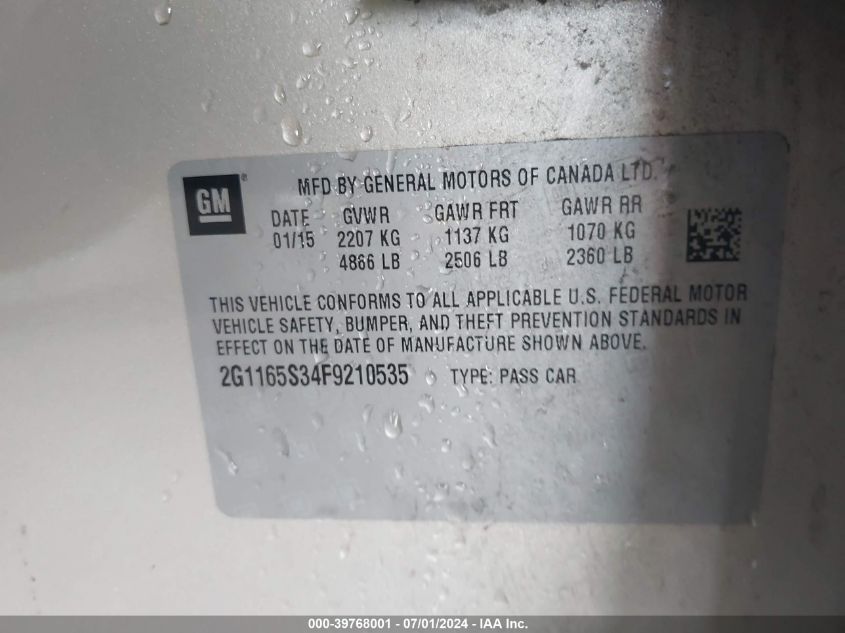 GM ®
MFD BY GENERAL MOTORS OF CANADA LTD.
DATE GVWR GAWR FRT GAWR RR
01/15 2207 KG 1137 KG 1070 KG
4866 LB 2506 LB 2360 LB
THIS VEHICLE CONFORMS TO ALL APPLICABLE U.S. FEDERAL MOTOR
VEHICLE SAFETY, BUMPER, AND THEFT PREVENTION STANDARDS IN
EFFECT ON THE DATE OF MANUFACTURE SHOWN ABOVE.
2G1165S34F9210535 TYPE: PASS CAR
000-39768001 - 07/01/2024 - IAA Inc.